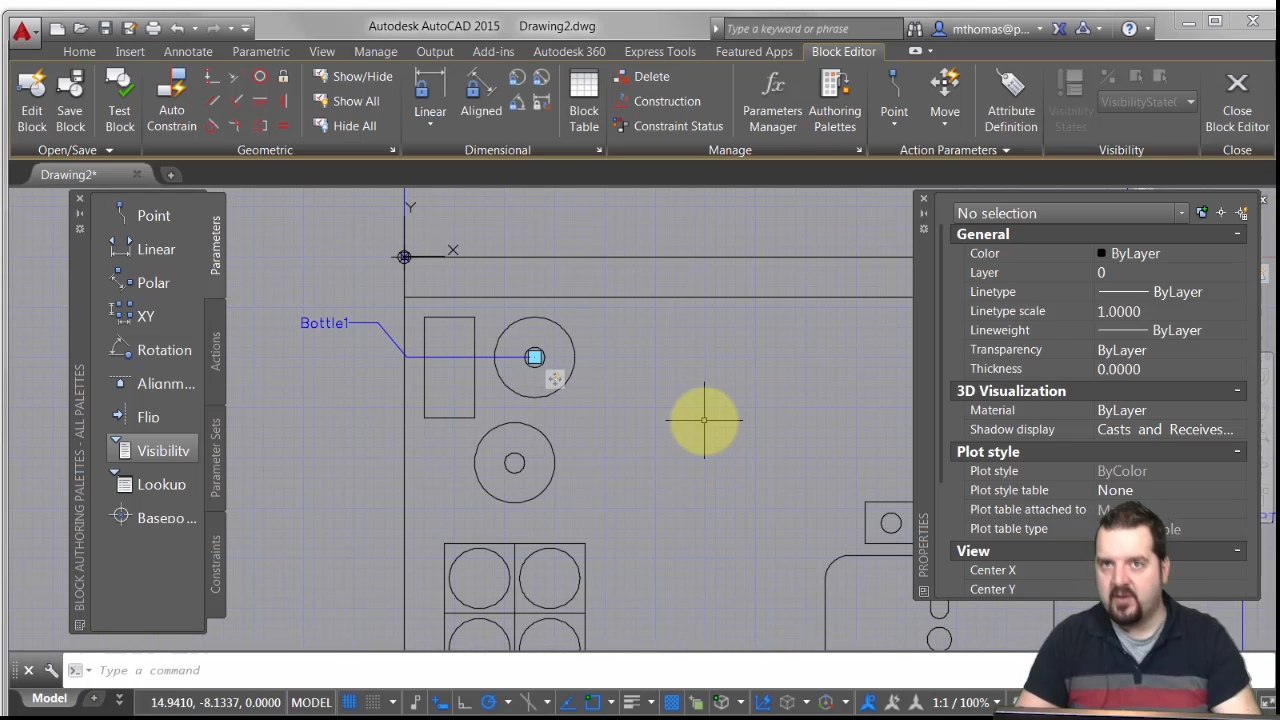 Autodesk AutoCAD 2015 Drawing2.dwg
Type a keyword or phrase
mthomas@p...
Home Insert Annotate Parametric View Manage Output Add-ins Autodesk 360 Express Tools Featured Apps Block Editor
Edit Block
Save Block
Test Block
Auto Constrain
Show/Hide
Show All
Hide All
Linear
Aligned
Block Table
Delete
Construction
Constraint Status
Parameters Manager
Authoring Palettes
Point
Move
Attribute Definition
Visibility States
VisibilityState0
Close Block Editor
Open/Save
Geometric
Dimensional
Manage
Action Parameters
Visibility
Close
Drawing2*
Point
Linear
Polar
XY
Rotation
Alignm...
Flip
Visibility
Lookup
Basepo...
Parameters
Actions
Parameter Sets
Constraints
BLOCK AUTHORING PALETTES - ALL PALETTES
Y
X
Bottle1
No selection
General
Color ByLayer
Layer 0
Linetype ByLayer
Linetype scale 1.0000
Lineweight ByLayer
Transparency ByLayer
Thickness 0.0000
3D Visualization
Material ByLayer
Shadow display Casts and Receives...
Plot style
Plot style ByColor
Plot style table None
Plot table attached to
Plot table type
View
Center X
Center Y
PROPERTIES
Type a command
Model
14.9410, -8.1337, 0.0000 MODEL
1:1 / 100%